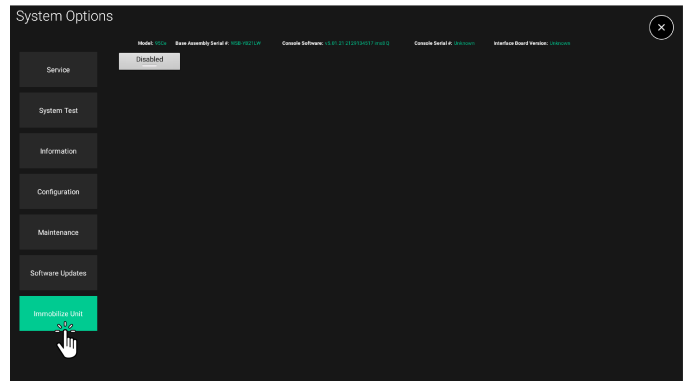 System Options
Model: 950a Base Assembly Serial #: Console Software: Console Serial #: Unknown Interface Board Version: Unknown
Disabled
Service
System Test
Information
Configuration
Maintenance
Software Updates
Immobilize Unit